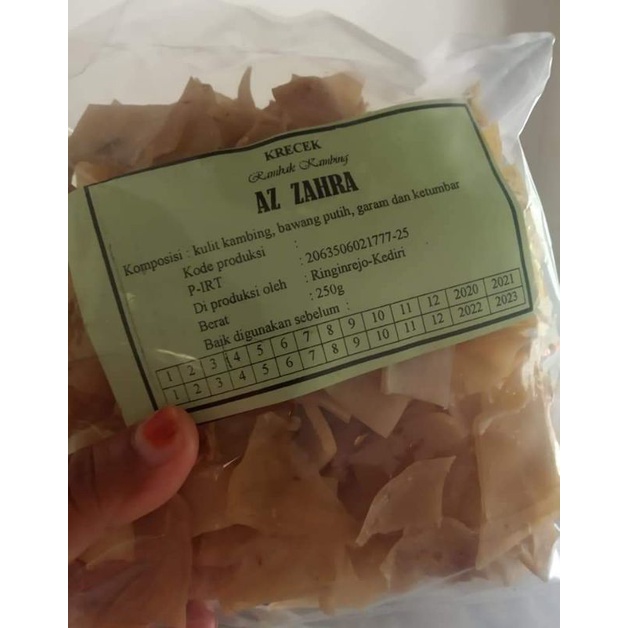 KRECEK
Rambak Kambing
AZ ZAHRA
Komposisi : kulit kambing, bawang putih, garam dan ketumbar
Kode produksi :
P-IRT : 2063506021777-25
Di produksi oleh : Ringinrejo-Kediri
Berat : 250g
Baik digunakan sebelum :
1 2 3 4 5 6 7 8 9 10 11 12 2020 2021
1 2 3 4 5 6 7 8 9 10 11 12 2022 2023